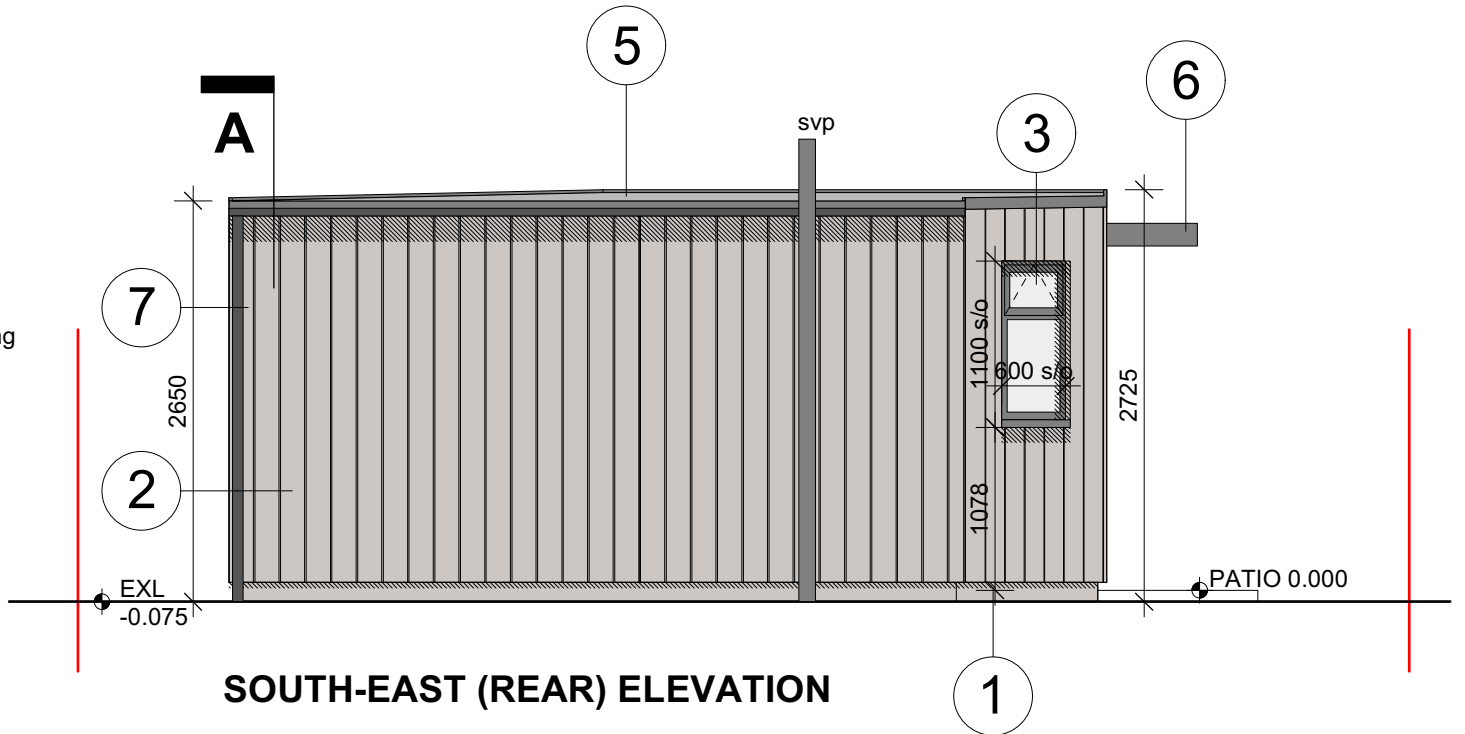 5
6
A
svp
3
7
ng
1100 s/o
600 s/o
2650
2725
2
1078
EXL
-0.075
PATIO 0.000
SOUTH-EAST (REAR) ELEVATION
1